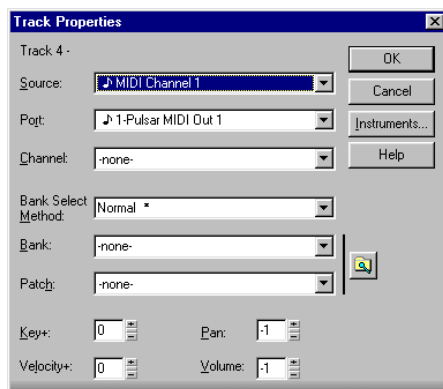 Track Properties
Track 4 -
OK
Source: ♪ MIDI Channel 1
Cancel
Port: ♪ 1-Pulsar MIDI Out 1
Instruments...
Channel: -none-
Help
Bank Select
Method: Normal *
Bank: -none-
Patch: -none-
Key+: 0 Pan: -1
Velocity+: 0 Volume: -1